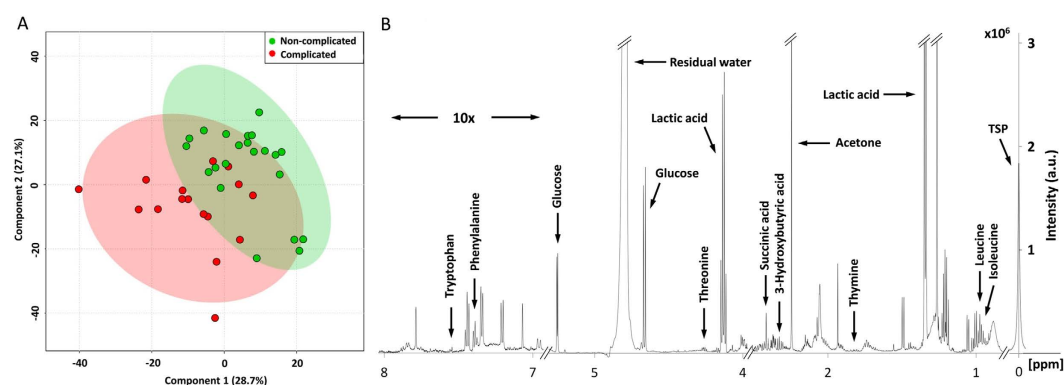 A
40
20
0
-20
-40
Component 2 (27.1%)
Non-complicated
Complicated
-40
-20
0
20
Component 1 (28.7%)
B
x10⁶
3
2
1
Intensity (a.u.)
10x
Residual water
Lactic acid
Acetone
Lactic acid
TSP
Glucose
Glucose
Tryptophan
Phenylalanine
Threonine
Succinic acid
3-Hydroxybutyric acid
Thymine
Leucine
Isoleucine
8
7
5
4
2
1
0
[ppm]